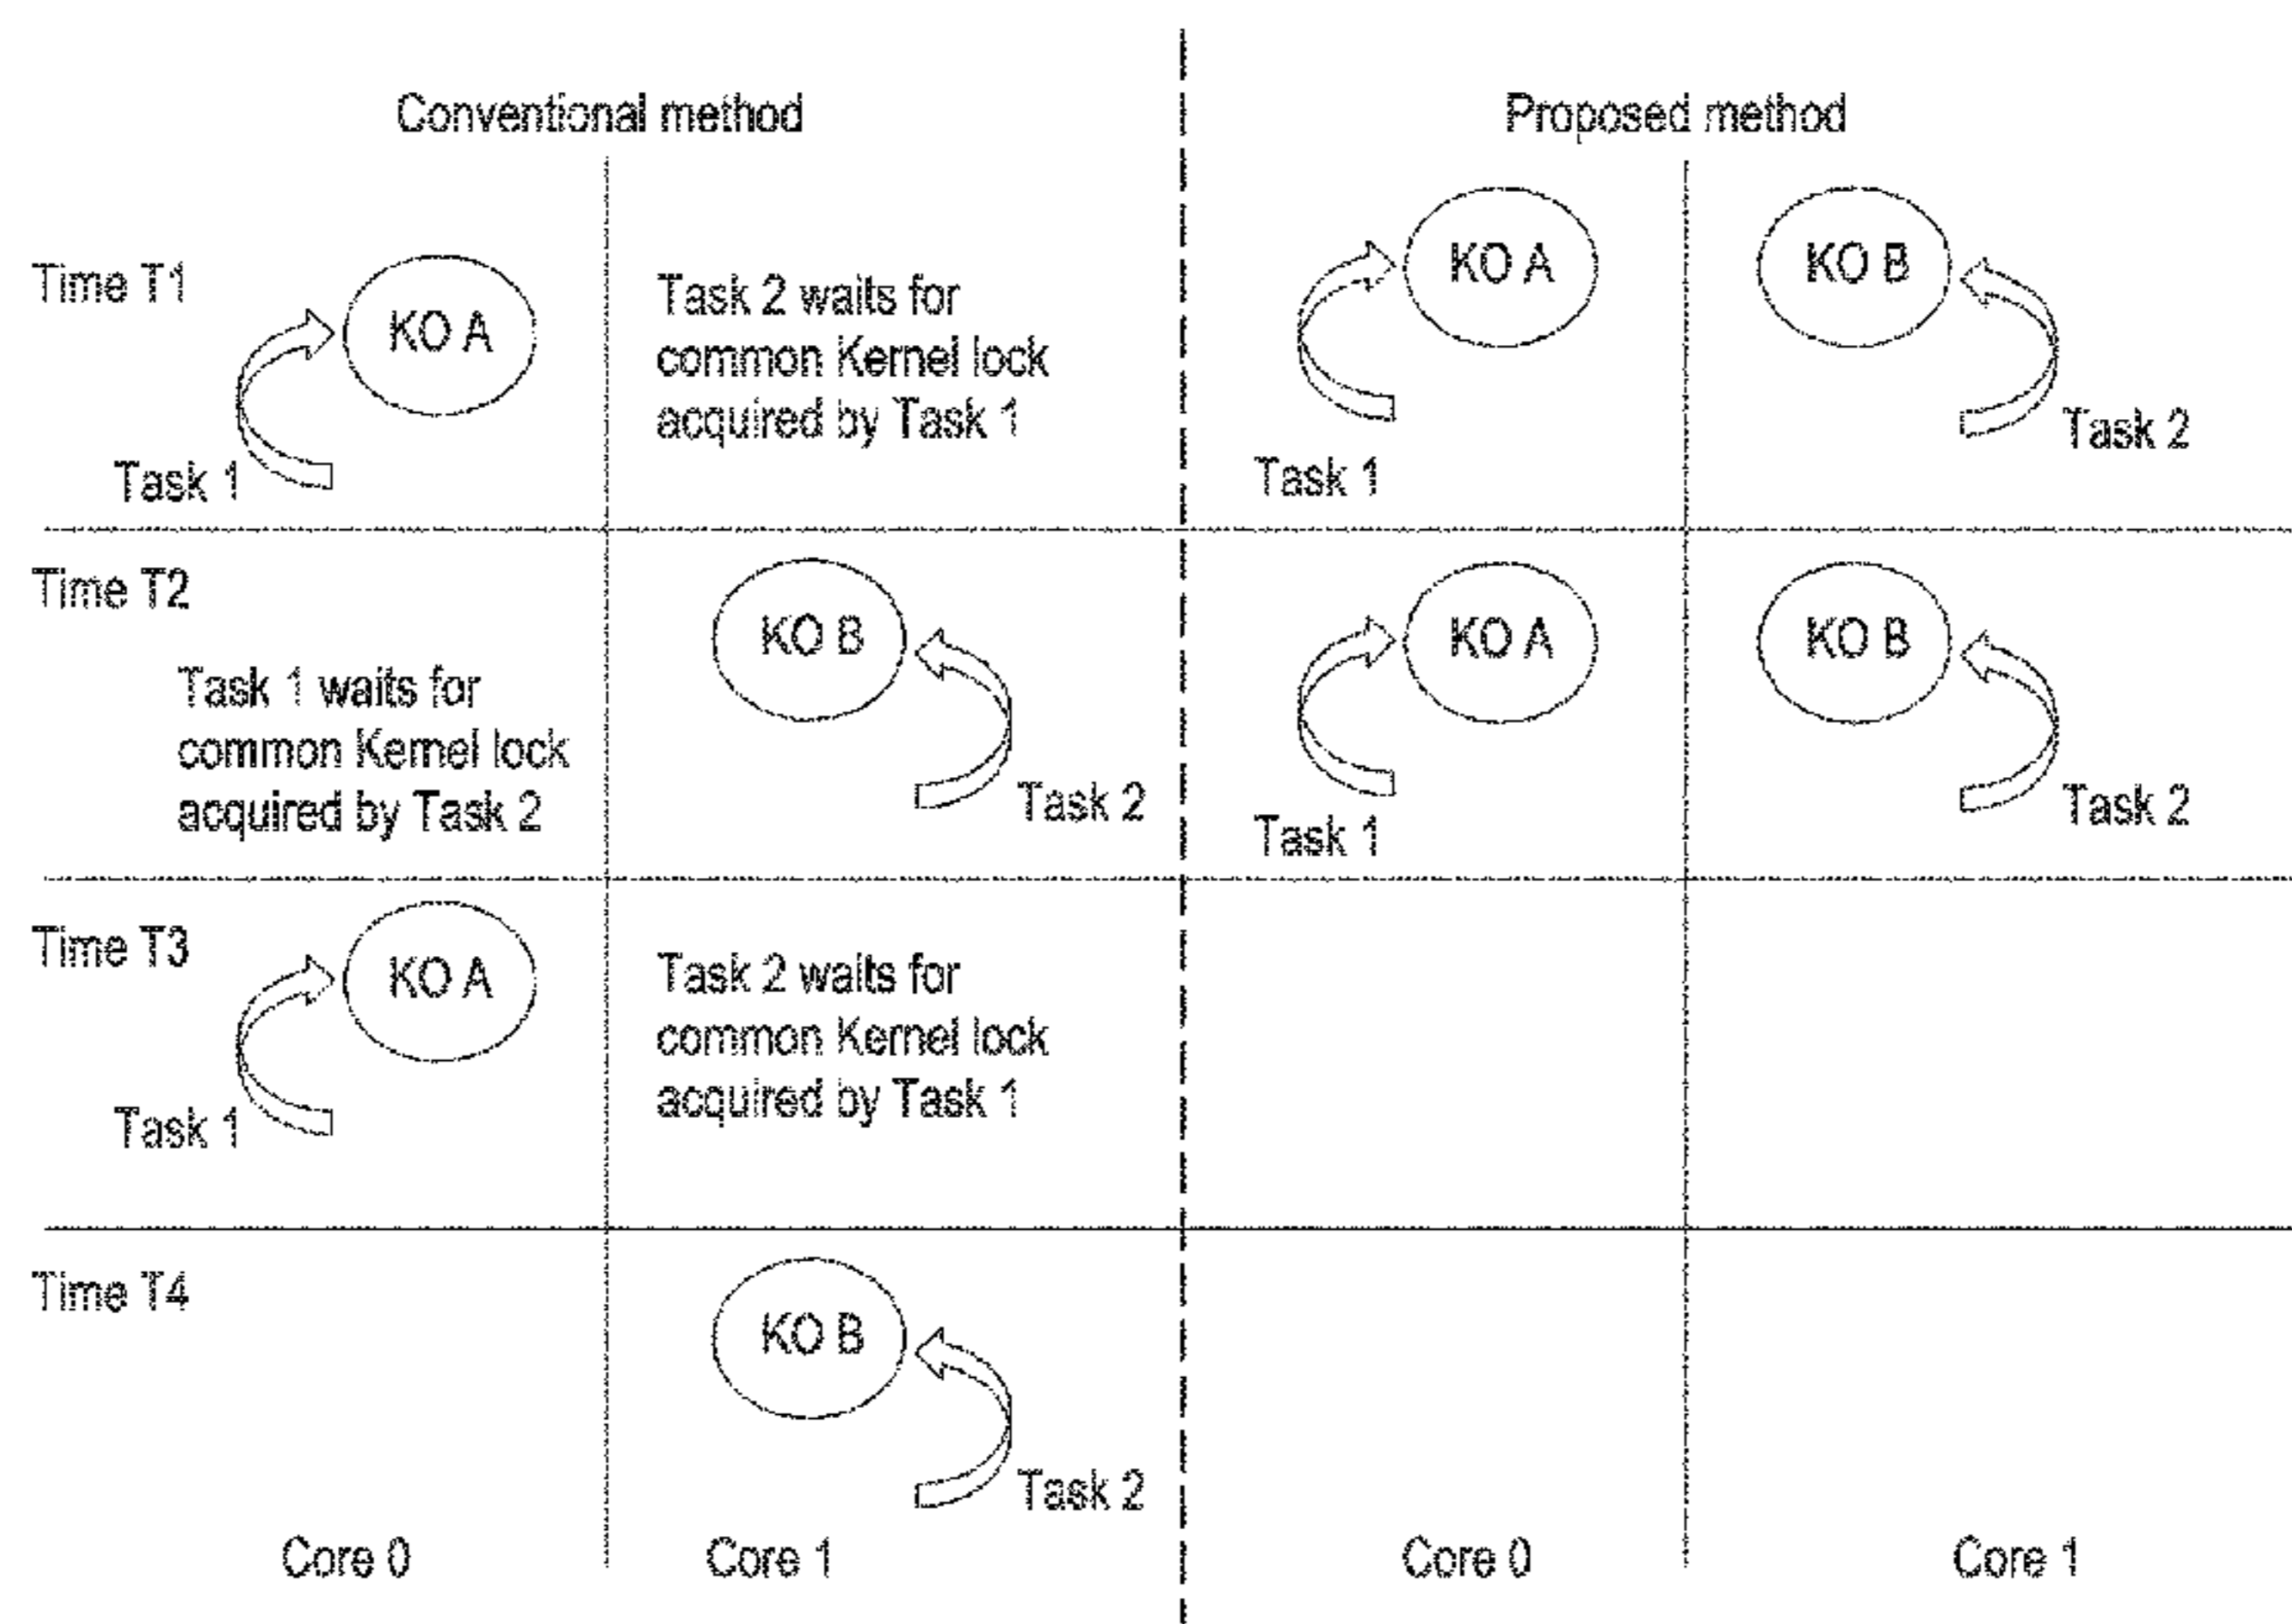 Conventional method
Proposed method
Time T1
KO A
Task 1
Task 2 waits for
common Kernel lock
acquired by Task 1
KO A
Task 1
KO B
Task 2
Time T2
Task 1 waits for
common Kernel lock
acquired by Task 2
KO B
Task 2
KO A
Task 1
KO B
Task 2
Time T3
KO A
Task 1
Task 2 waits for
common Kernel lock
acquired by Task 1
Time T4
KO B
Task 2
Core 0
Core 1
Core 0
Core 1